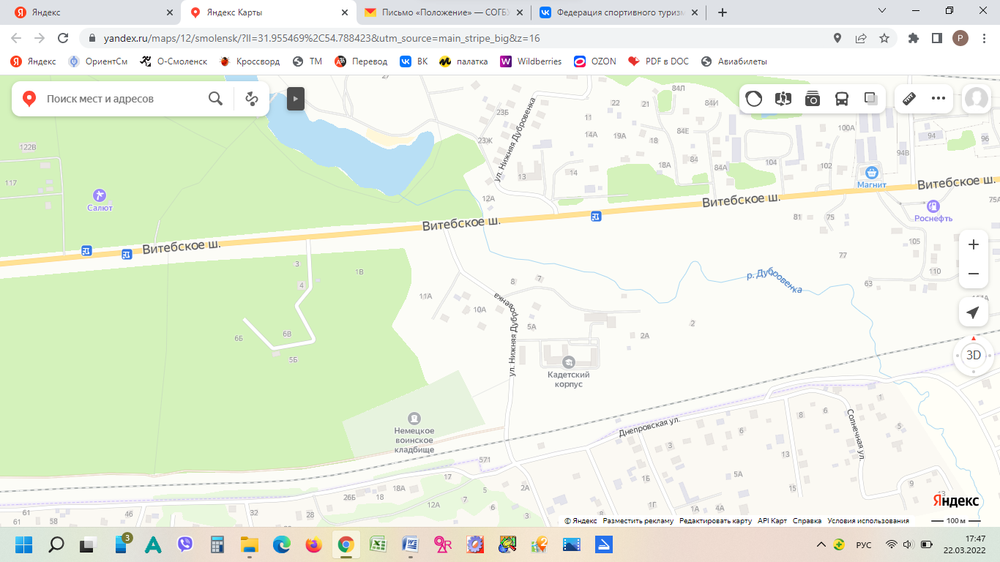 Яндекс
Яндекс Карты
Письмо «Положение» — СОГБУ
Федерация спортивного туризм
yandex.ru/maps/12/smolensk/?ll=31.955469%2C54.788423&utm_source=main_stripe_big&z=16
P
Яндекс
ОриентСм
О-Смоленск
Кроссворд
ТМ
Перевод
ВК
палатка
Wildberries
OZON
PDF в DOC
Авиабилеты
Поиск мест и адресов
27
23Б
23Ж
ул. Нижняя Дубровенка
22
21
84Л
84И
11
14А
19А
18
84Е
18А
84
84А
13
14
12А
104
102
100А
94
96
94В
Магнит
Витебское ш.
Витебское ш.
Витебское ш.
Витебское ш.
122В
117
Салют
Роснефть
75А
81
75
105
77
110
63
144А
р. Дубровенка
3
4
1В
6В
6Б
5Б
11А
10А
8
7
5А
2
2А
ул. Нижняя Дубровенка
Кадетский
корпус
Немецкое
воинское
кладбище
571
Днепровская ул.
Солнечная ул.
8
6
1
5
6
3
13
1Б
5А
15
9
13
1Г
1А
4А
17
5
2А
18А
18
26Б
12А
7
6
3
61
58
61
46
32
28
3D
Яндекс
© Яндекс Разместить рекламу Редактировать карту API Карт Справка Условия использования
100 м
3
РУС
17:47
22.03.2022